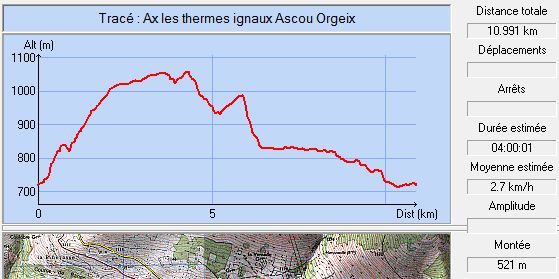 Tracé : Ax les thermes ignaux Ascou Orgeix
Alt (m)
1100
1000
900
800
700
0
5
Dist (km)
Distance totale
10.991 km
Déplacements
Arrêts
Durée estimée
04:00:01
Moyenne estimée
2.7 km/h
Amplitude
Montée
521 m